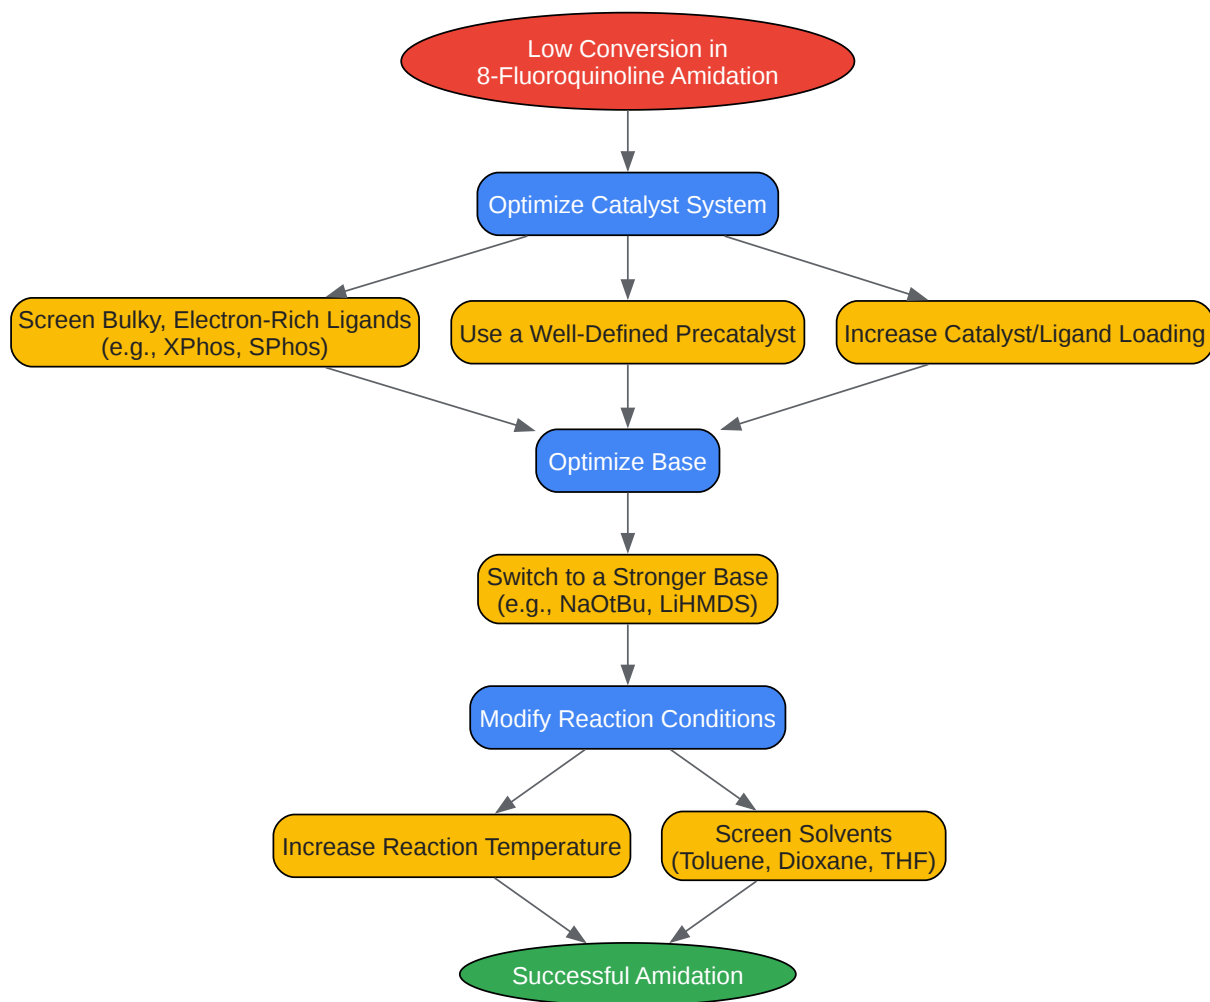 Low Conversion in
8-Fluoroquinoline Amidation
Optimize Catalyst System
Screen Bulky, Electron-Rich Ligands
(e.g., XPhos, SPhos)
Use a Well-Defined Precatalyst
Increase Catalyst/Ligand Loading
Optimize Base
Switch to a Stronger Base
(e.g., NaOtBu, LiHMDS)
Modify Reaction Conditions
Increase Reaction Temperature
Screen Solvents
(Toluene, Dioxane, THF)
Successful Amidation